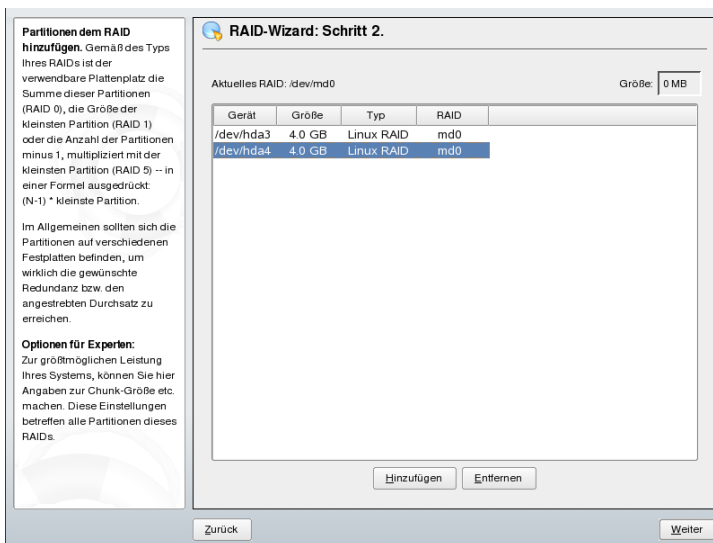 Partitionen dem RAID
hinzufügen. Gemäß des Typs
Ihres RAIDs ist der
verwendbare Plattenplatz die
Summe dieser Partitionen
(RAID 0), die Größe der
kleinsten Partition (RAID 1)
oder die Anzahl der Partitionen
minus 1, multipliziert mit der
kleinsten Partition (RAID 5) -- in
einer Formel ausgedrückt:
(N-1) * kleinste Partition.
Im Allgemeinen sollten sich die
Partitionen auf verschiedenen
Festplatten befinden, um
wirklich die gewünschte
Redundanz bzw. den
angestrebten Durchsatz zu
erreichen.
Optionen für Experten:
Zur größtmöglichen Leistung
Ihres Systems, können Sie hier
Angaben zur Chunk-Größe etc.
machen. Diese Einstellungen
betreffen alle Partitionen dieses
RAIDs.
RAID-Wizard: Schritt 2.
Aktuelles RAID: /dev/md0 Größe: 0 MB
Gerät Größe Typ RAID
/dev/hda3 4.0 GB Linux RAID md0
/dev/hda4 4.0 GB Linux RAID md0
Hinzufügen Entfernen
Zurück Weiter